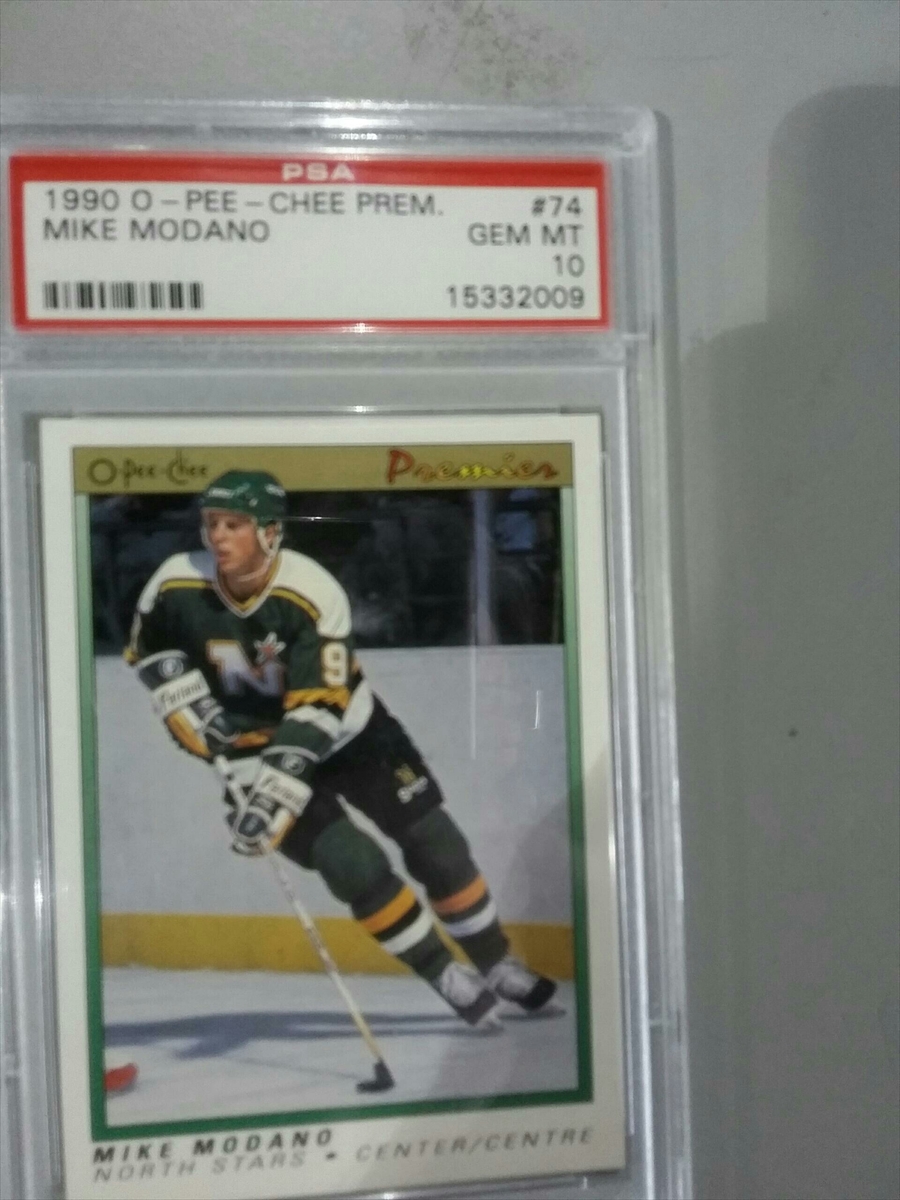 PSA
1990 O-PEE-CHEE PREM. #74
MIKE MODANO GEM MT
10
15332009
O-Pee-Chee Premier
N
9
MIKE MODANO
NORTH STARS - CENTER/CENTRE